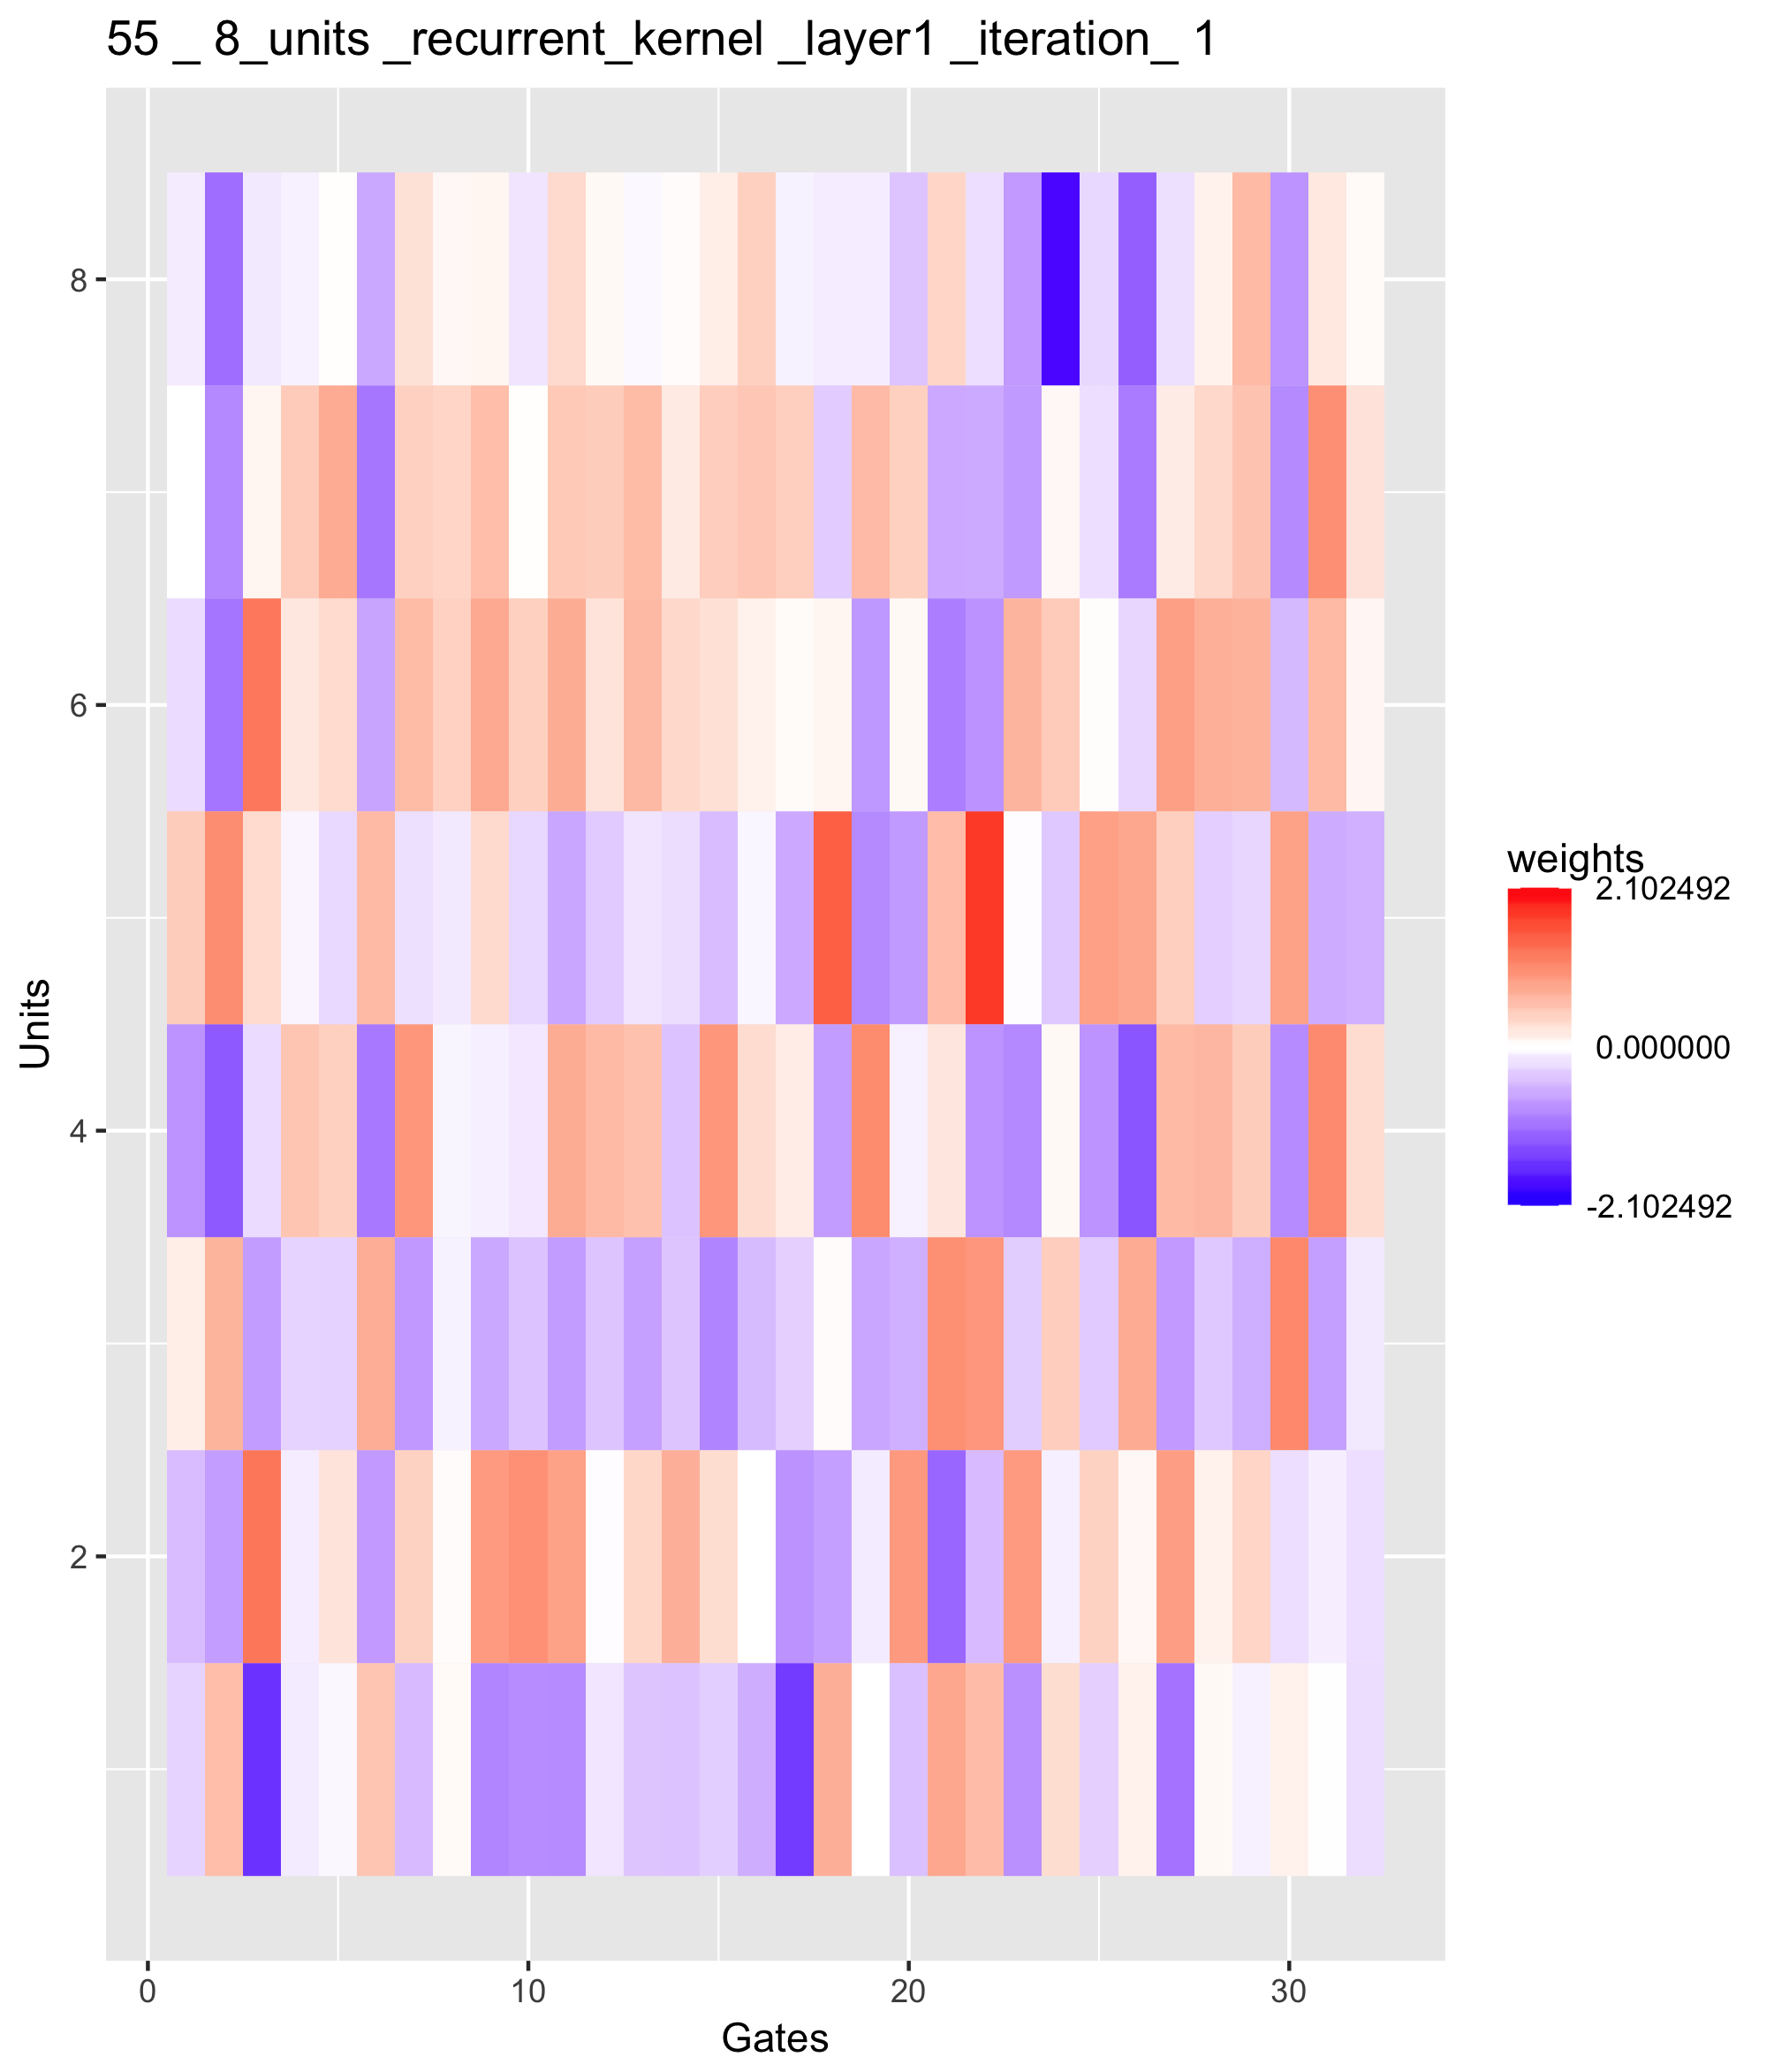 55 _ 8_units _recurrent_kernel _layer1 _iteration_ 1
8
6
4
2
Units
0 10 20 30
Gates
weights
2.102492
0.000000
-2.102492